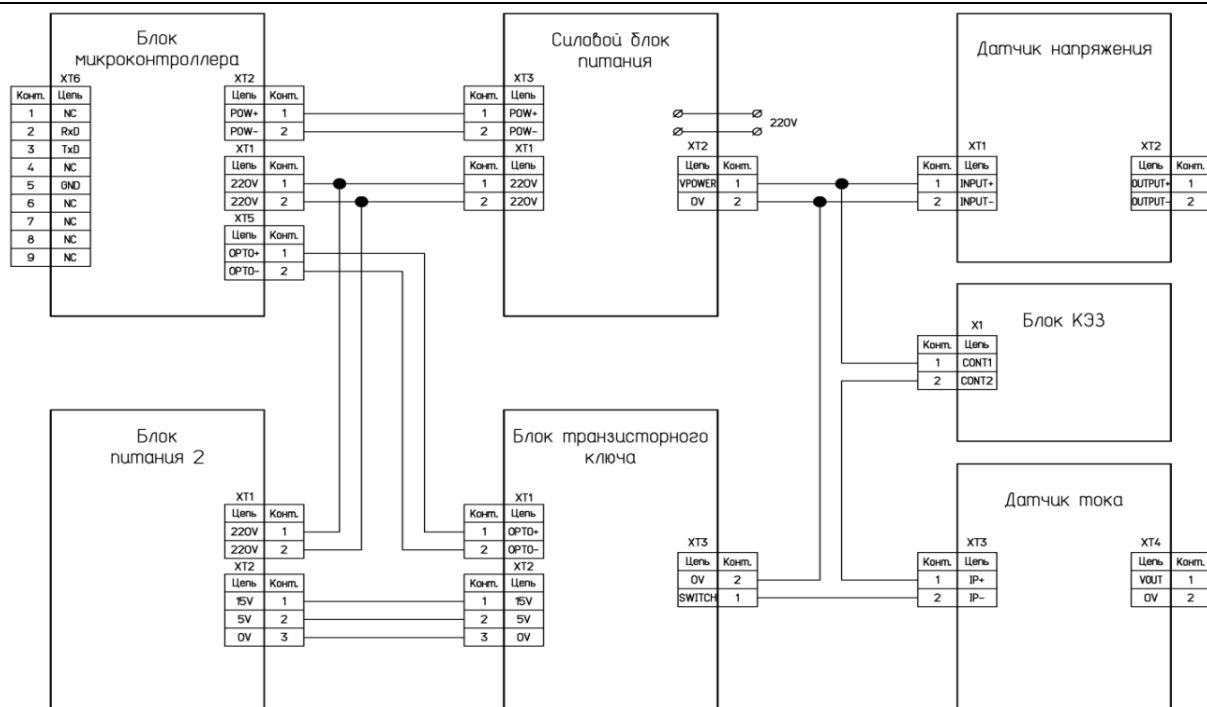 Блок
микроконтроллера
XT6
Конт. Цепь
1 NC
2 RxD
3 TxD
4 NC
5 GND
6 NC
7 NC
8 NC
9 NC
XT2
Цепь Конт.
POW+ 1
POW- 2
XT1
Цепь Конт.
220V 1
220V 2
XT5
Цепь Конт.
OPTO+ 1
OPTO- 2
Силовой блок
питания
XT3
Конт. Цепь
1 POW+
2 POW-
XT1
Конт. Цепь
1 220V
2 220V
220V
XT2
Цепь Конт.
VPOWER 1
0V 2
Датчик напряжения
XT1
Конт. Цепь
1 INPUT+
2 INPUT-
XT2
Цепь Конт.
OUTPUT+ 1
OUTPUT- 2
Блок КЭЗ
X1
Конт. Цепь
1 CONT1
2 CONT2
Блок
питания 2
XT1
Цепь Конт.
220V 1
220V 2
XT2
Цепь Конт.
15V 1
5V 2
0V 3
Блок транзисторного
ключа
XT1
Конт. Цепь
1 OPTO+
2 OPTO-
XT2
Конт. Цепь
1 15V
2 5V
3 0V
XT3
Цепь Конт.
0V 2
SWITCH 1
Датчик тока
XT3
Конт. Цепь
1 IP+
2 IP-
XT4
Цепь Конт.
VOUT 1
0V 2